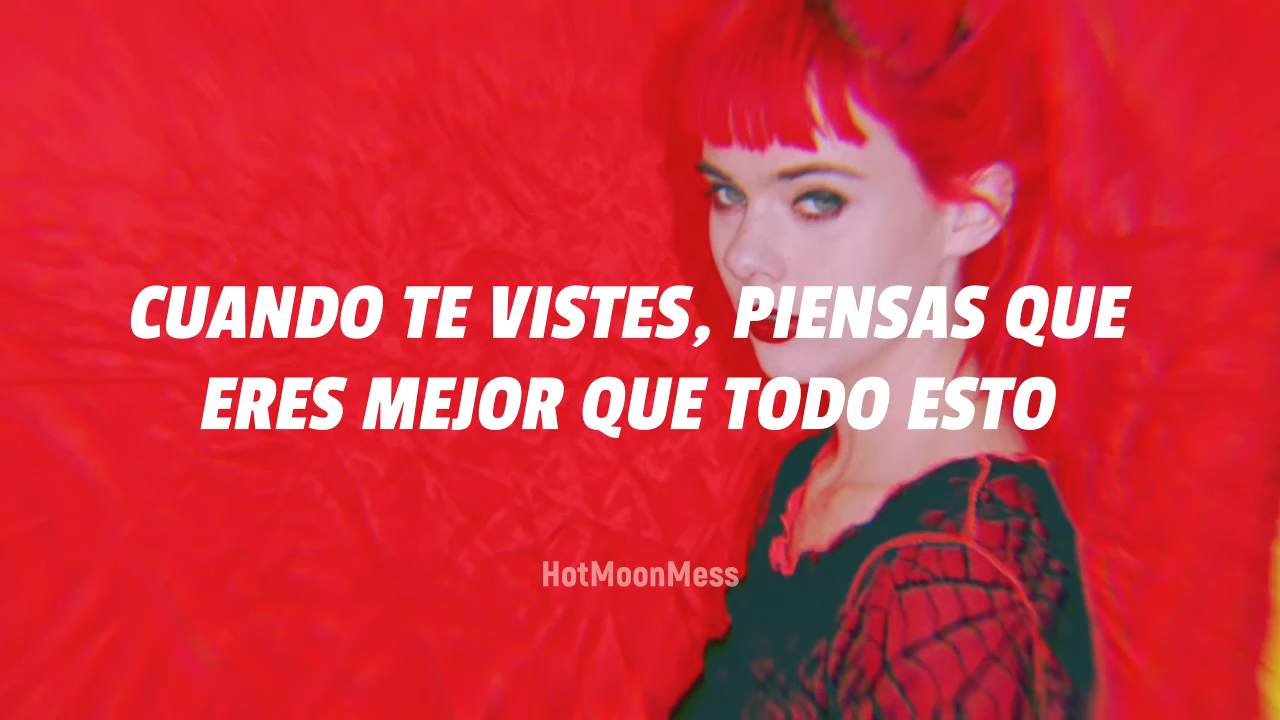 CUANDO TE VISTES, PIENSAS QUE
ERES MEJOR QUE TODO ESTO
HotMoonMess